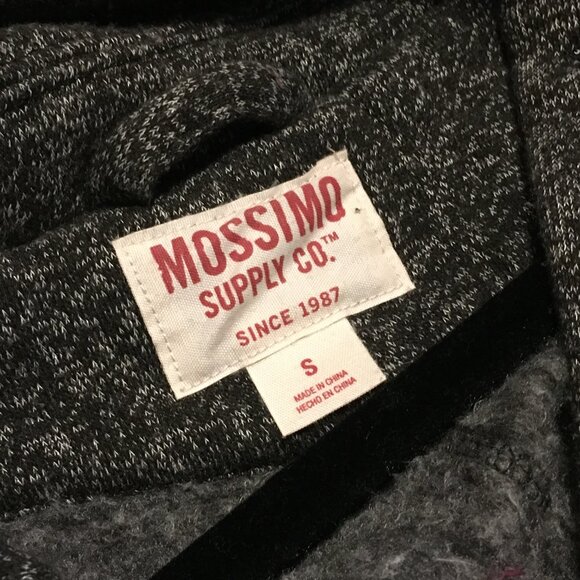 MOSSIMO
SUPPLY CO.™
SINCE 1987
S
MADE IN CHINA
HECHO EN CHINA